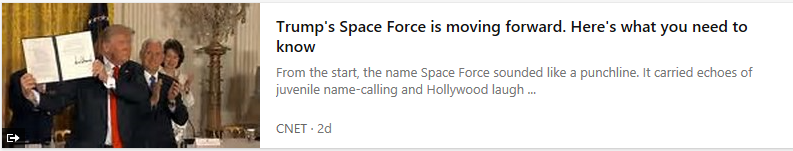 Trump's Space Force is moving forward. Here's what you need to
know
From the start, the name Space Force sounded like a punchline. It carried echoes of
juvenile name-calling and Hollywood laugh ...
CNET · 2d